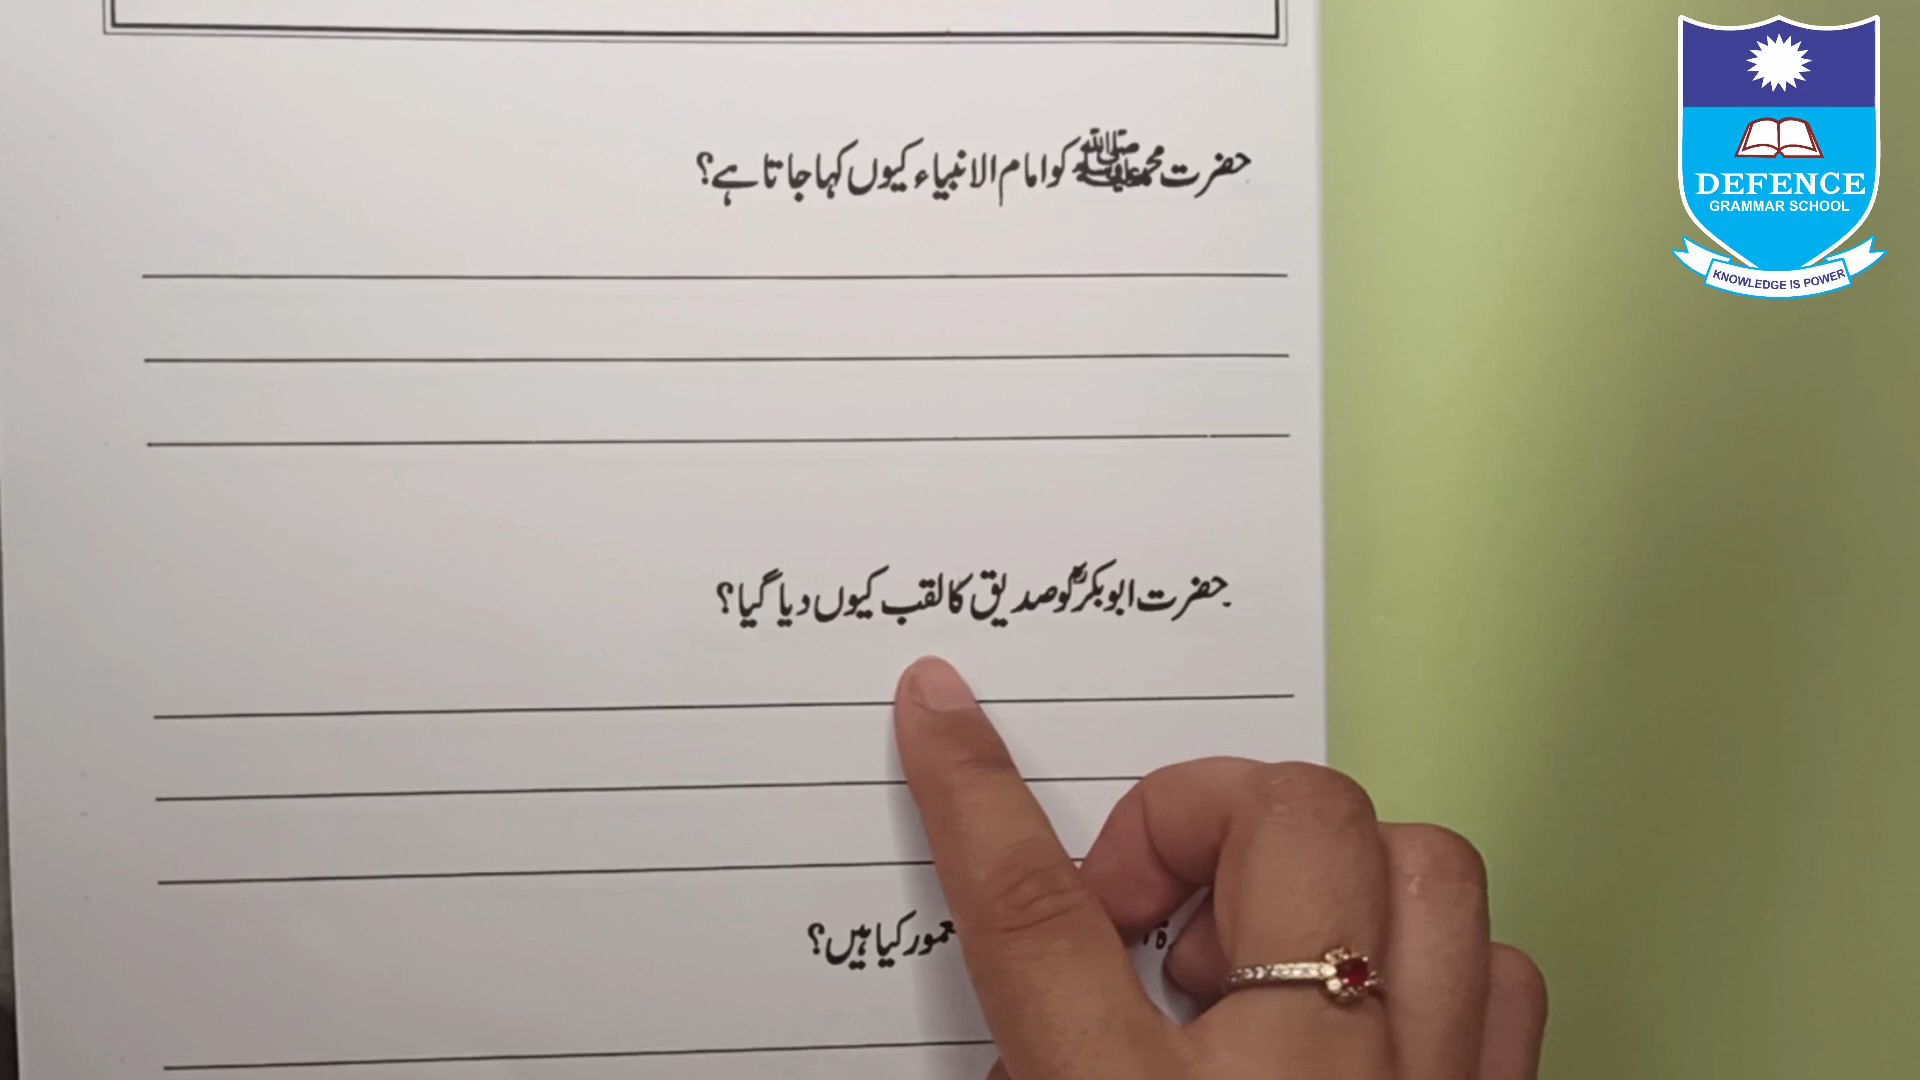 حضرت محمد ﷺ کو امام الانبیاء کیوں کہا جاتا ہے؟
حضرت ابوبکرؓ کو صدیق کا لقب کیوں دیا گیا؟
کیا ہیں؟
DEFENCE
GRAMMAR SCHOOL
KNOWLEDGE IS POWER